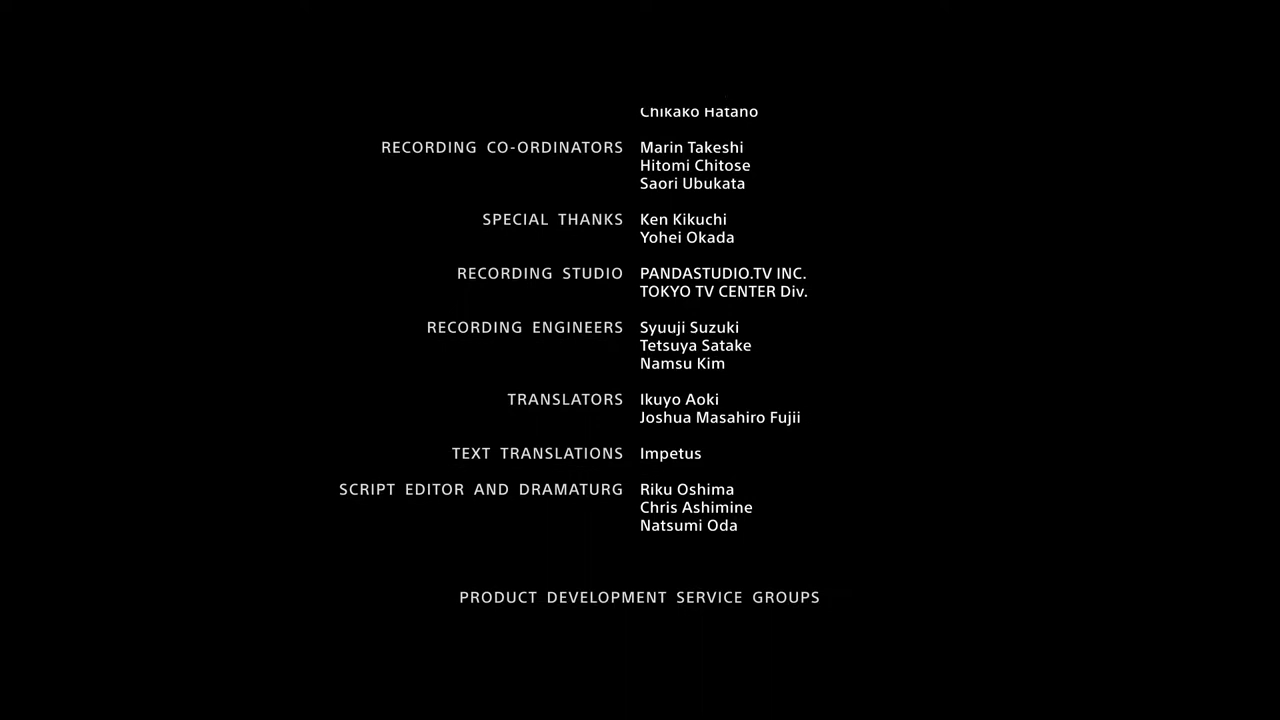 Chikako Hatano
RECORDING CO-ORDINATORS Marin Takeshi
Hitomi Chitose
Saori Ubukata
SPECIAL THANKS Ken Kikuchi
Yohei Okada
RECORDING STUDIO PANDASTUDIO.TV INC.
TOKYO TV CENTER Div.
RECORDING ENGINEERS Syuuji Suzuki
Tetsuya Satake
Namsu Kim
TRANSLATORS Ikuyo Aoki
Joshua Masahiro Fujii
TEXT TRANSLATIONS Impetus
SCRIPT EDITOR AND DRAMATURG Riku Oshima
Chris Ashimine
Natsumi Oda
PRODUCT DEVELOPMENT SERVICE GROUPS